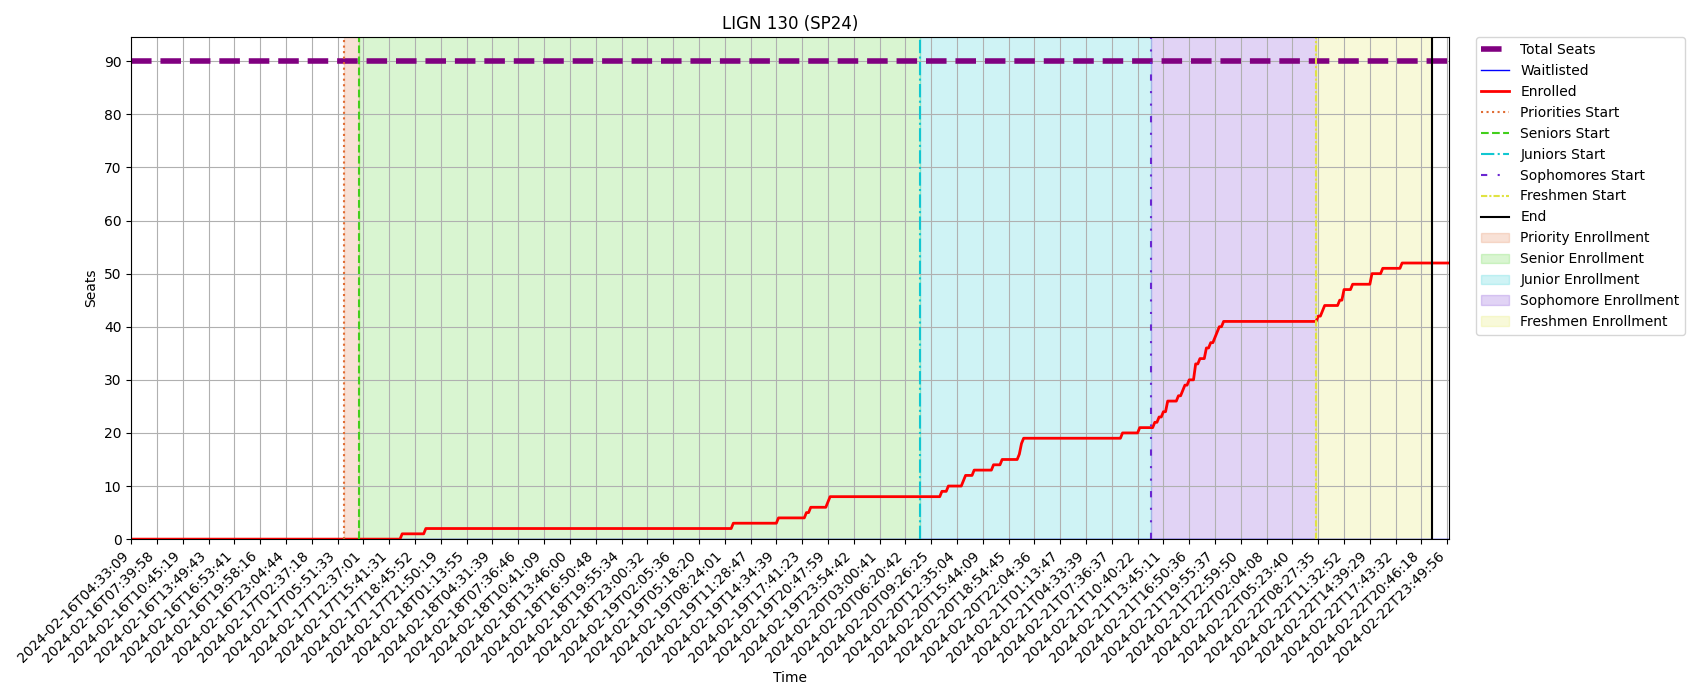 LIGN 130 (SP24)
Seats
90
80
70
60
50
40
30
20
10
0
2024-02-16T04:33:09
2024-02-16T07:39:58
2024-02-16T10:45:19
2024-02-16T13:49:43
2024-02-16T16:53:41
2024-02-16T19:58:16
2024-02-16T23:04:44
2024-02-17T02:37:18
2024-02-17T05:51:33
2024-02-17T12:37:01
2024-02-17T15:41:31
2024-02-17T18:45:52
2024-02-17T21:50:19
2024-02-18T01:13:55
2024-02-18T04:31:39
2024-02-18T07:36:46
2024-02-18T10:41:09
2024-02-18T13:46:00
2024-02-18T16:50:48
2024-02-18T19:55:34
2024-02-18T23:00:32
2024-02-19T02:05:36
2024-02-19T05:18:20
2024-02-19T08:24:01
2024-02-19T11:28:47
2024-02-19T14:34:39
2024-02-19T17:41:23
2024-02-19T20:47:59
2024-02-19T23:54:42
2024-02-20T03:00:41
2024-02-20T06:20:42
2024-02-20T09:26:25
2024-02-20T12:35:04
2024-02-20T15:44:09
2024-02-20T18:54:45
2024-02-20T22:04:36
2024-02-21T01:13:47
2024-02-21T04:33:39
2024-02-21T07:36:37
2024-02-21T10:40:22
2024-02-21T13:45:11
2024-02-21T16:50:36
2024-02-21T19:55:37
2024-02-21T22:59:50
2024-02-22T02:04:08
2024-02-22T05:23:40
2024-02-22T08:27:35
2024-02-22T11:32:52
2024-02-22T14:39:29
2024-02-22T17:43:32
2024-02-22T20:46:18
2024-02-22T23:49:56
Time
Total Seats
Waitlisted
Enrolled
Priorities Start
Seniors Start
Juniors Start
Sophomores Start
Freshmen Start
End
Priority Enrollment
Senior Enrollment
Junior Enrollment
Sophomore Enrollment
Freshmen Enrollment